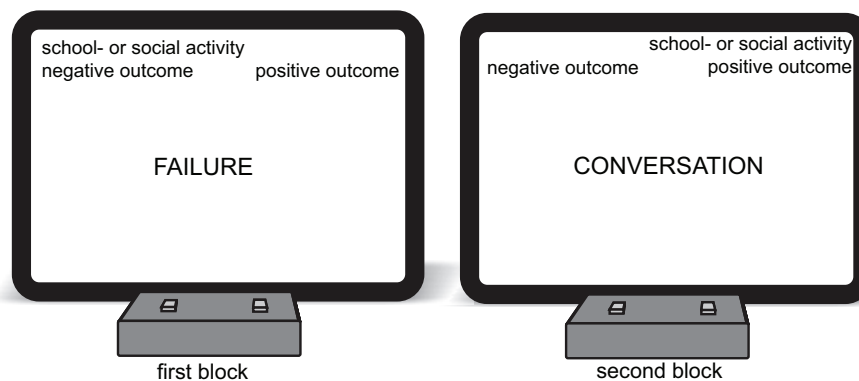 school- or social activity
negative outcome
positive outcome
FAILURE
first block
school- or social activity
negative outcome
positive outcome
CONVERSATION
second block